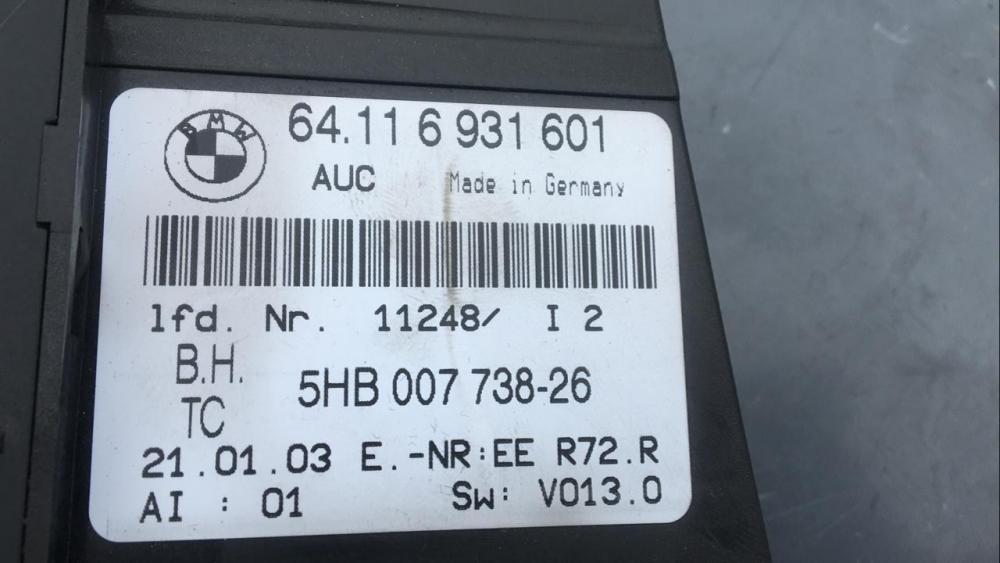 BMW
64.11 6 931 601
AUC Made in Germany
lfd. Nr. 11248/ I 2
B.H.
TC
5HB 007 738-26
21.01.03 E.-NR:EE R72.R
AI : 01 Sw: V013.0